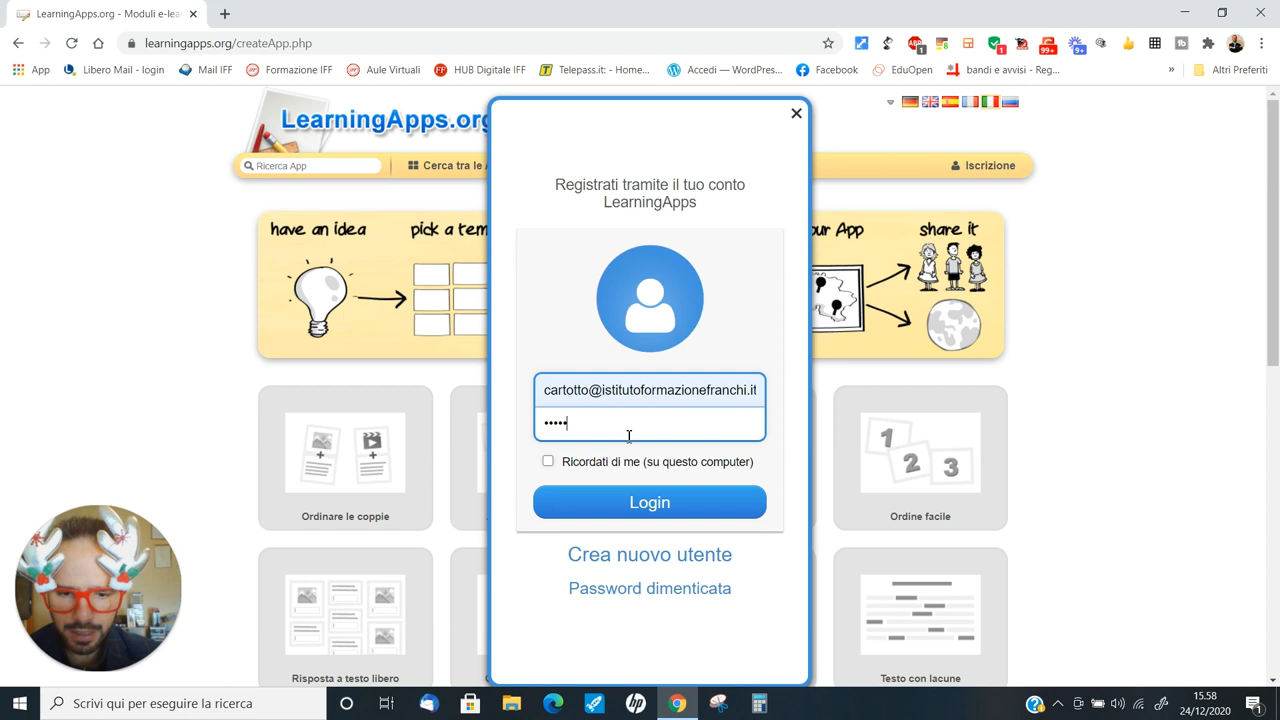 LearningApps.org - Moduli e-lea
learningapps.org/createApp.php
App
Libero Mail - login
Mail IFF
Formazione IFF
Aule Virtuali
HUB Digitale IFF
Telepass.it: - Home...
Accedi — WordPres...
Facebook
EduOpen
bandi e avvisi - Reg...
»
Altri Preferiti
LearningApps.org
Ricerca App
Cerca tra le A
Iscrizione
have an idea
pick a tem
our App
share it
Registrati tramite il tuo conto
LearningApps
cartotto@istitutoformazionefranchi.it
•••••
Ricordati di me (su questo computer)
Login
Crea nuovo utente
Password dimenticata
Ordinare le coppie
1
2
3
Ordine facile
Risposta a testo libero
Testo con lacune
Scrivi qui per eseguire la ricerca
15.58
24/12/2020